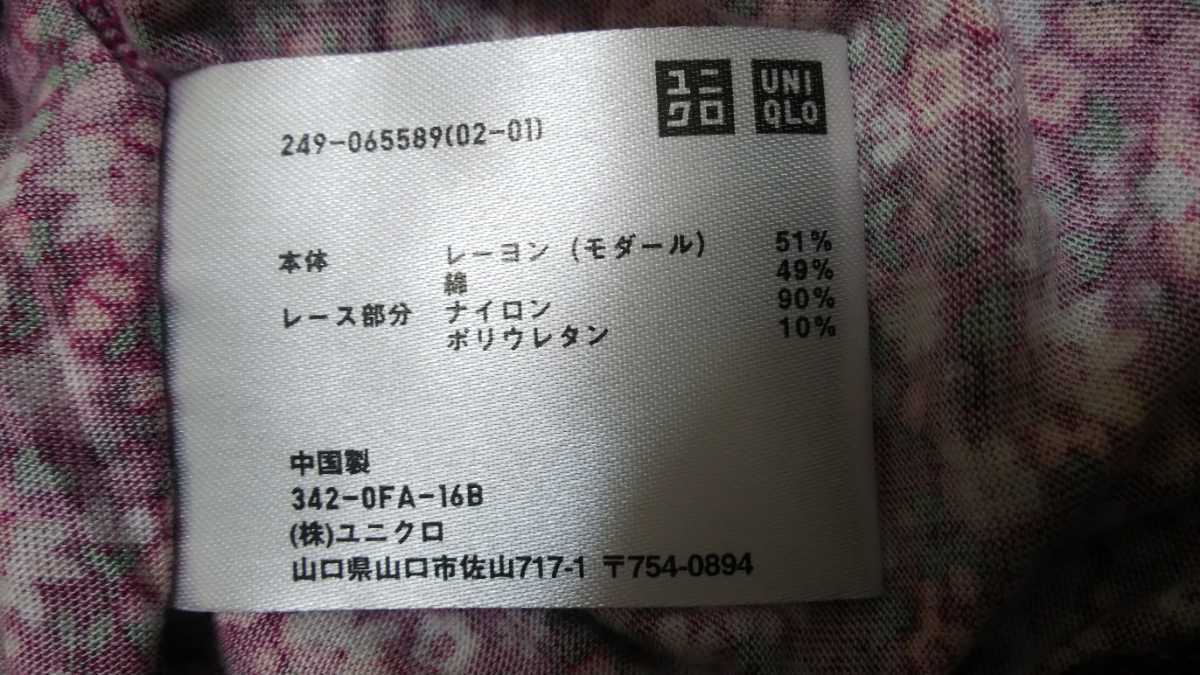 ユニクロ
UNIQLO
249-065589(02-01)
本体 レーヨン (モダール) 51%
綿 49%
レース部分 ナイロン 90%
ポリウレタン 10%
中国製
342-0FA-16B
(株)ユニクロ
山口県山口市佐山717-1 〒754-0894